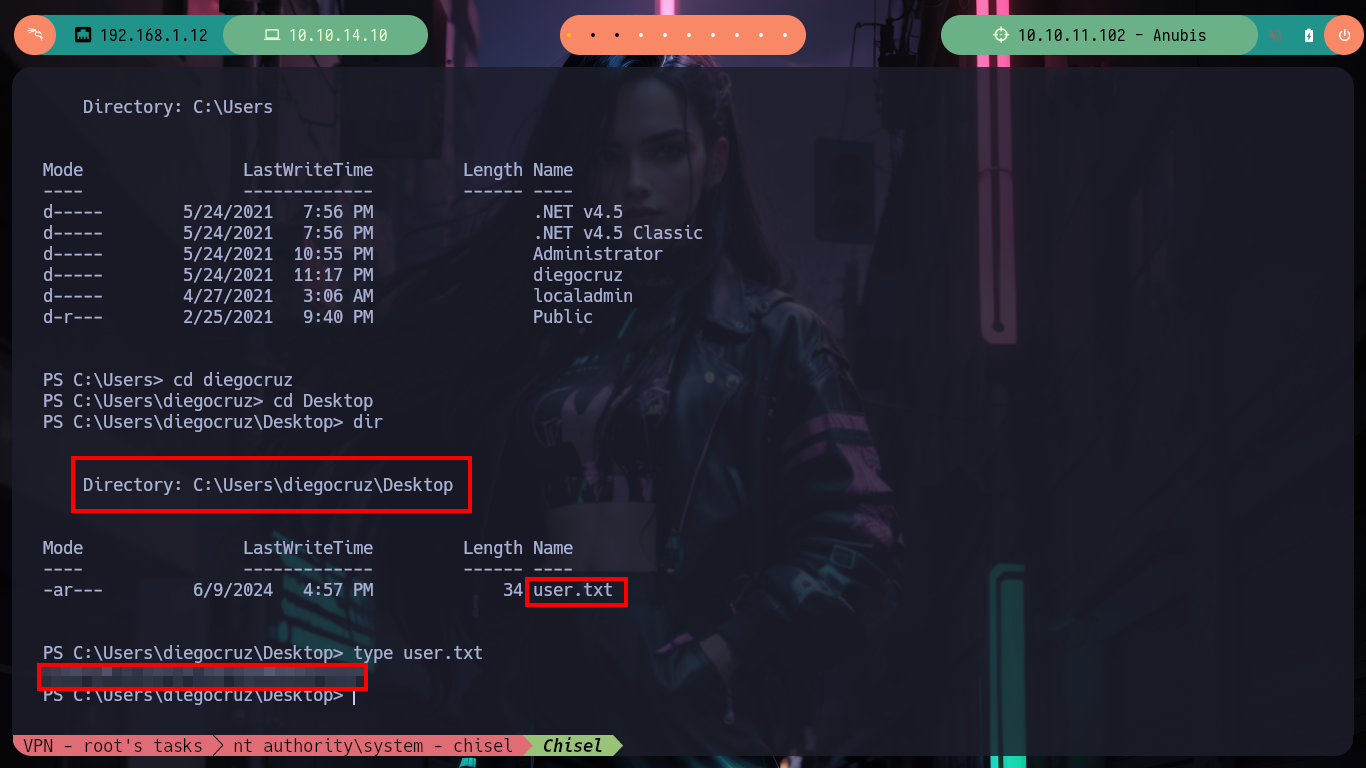 192.168.1.12 10.10.14.10 10.10.11.102 - Anubis
Directory: C:\Users
Mode LastWriteTime Length Name
---- ------------- ------ ----
d----- 5/24/2021 7:56 PM .NET v4.5
d----- 5/24/2021 7:56 PM .NET v4.5 Classic
d----- 5/24/2021 10:55 PM Administrator
d----- 5/24/2021 11:17 PM diegocruz
d----- 4/27/2021 3:06 AM localadmin
d-r--- 2/25/2021 9:40 PM Public
PS C:\Users> cd diegocruz
PS C:\Users\diegocruz> cd Desktop
PS C:\Users\diegocruz\Desktop> dir
Directory: C:\Users\diegocruz\Desktop
Mode LastWriteTime Length Name
---- ------------- ------ ----
-ar--- 6/9/2024 4:57 PM 34 user.txt
PS C:\Users\diegocruz\Desktop> type user.txt
PS C:\Users\diegocruz\Desktop>
VPN - root's tasks nt authority\system - chisel Chisel